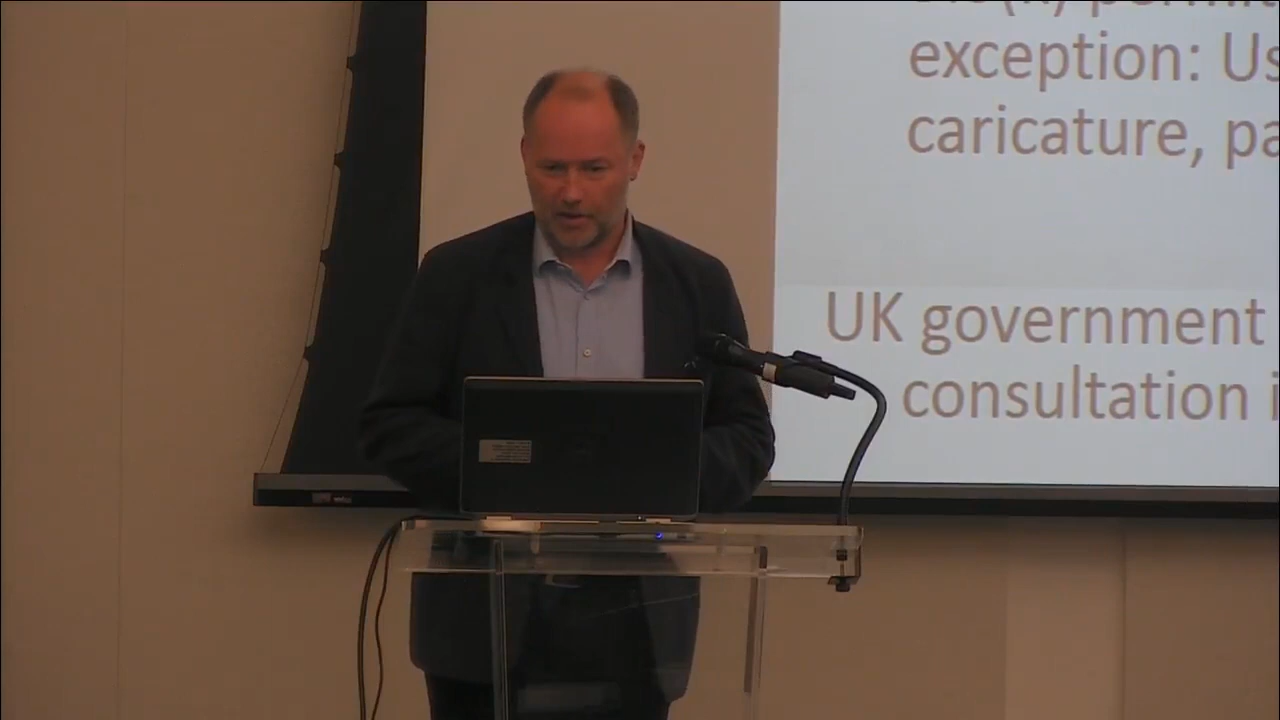 exception: Us
caricature, pa
UK government
consultation i